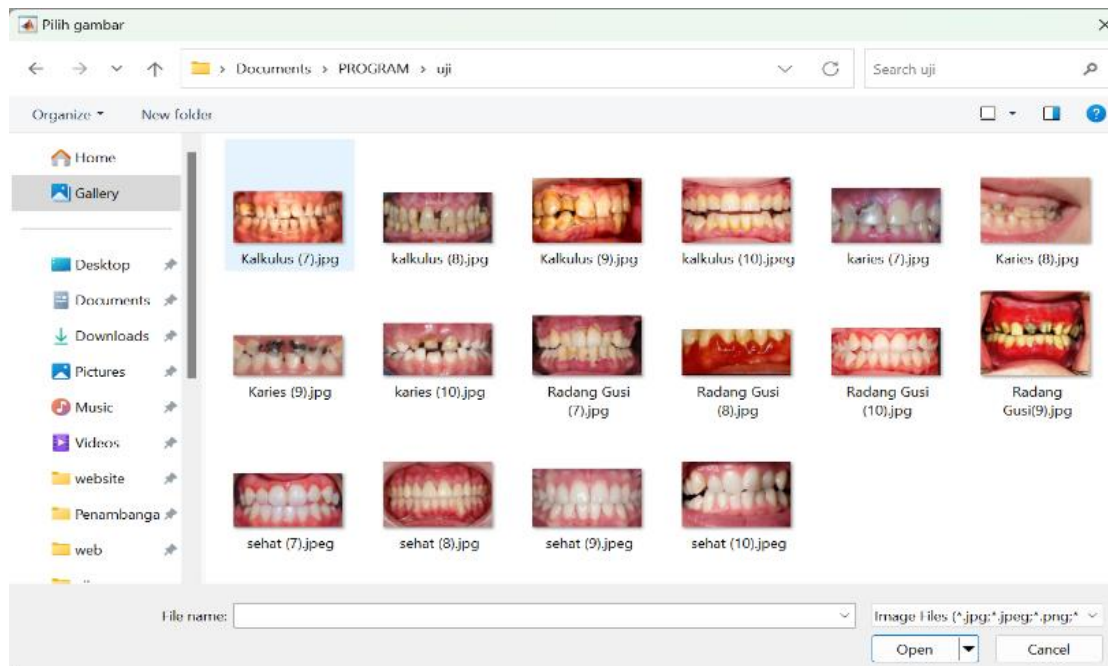 Pilih gambar
Documents > PROGRAM > uji
Search uji
Organize
New folder
Home
Gallery
Desktop
Documents
Downloads
Pictures
Music
Videos
website
Penambanga
web
Kalkulus (7).jpg
kalkulus (8).jpg
Kalkulus (9).jpg
kalkulus (10).jpeg
karies (7).jpg
Karies (8).jpg
Karies (9).jpg
karies (10).jpg
Radang Gusi
(7).jpg
Radang Gusi
(8).jpg
Radang Gusi
(10).jpg
Radang
Gusi(9).jpg
sehat (7).jpeg
sehat (8).jpg
sehat (9).jpeg
sehat (10).jpeg
File name:
Image Files (*.jpg;*.jpeg;*.png;*
Open
Cancel